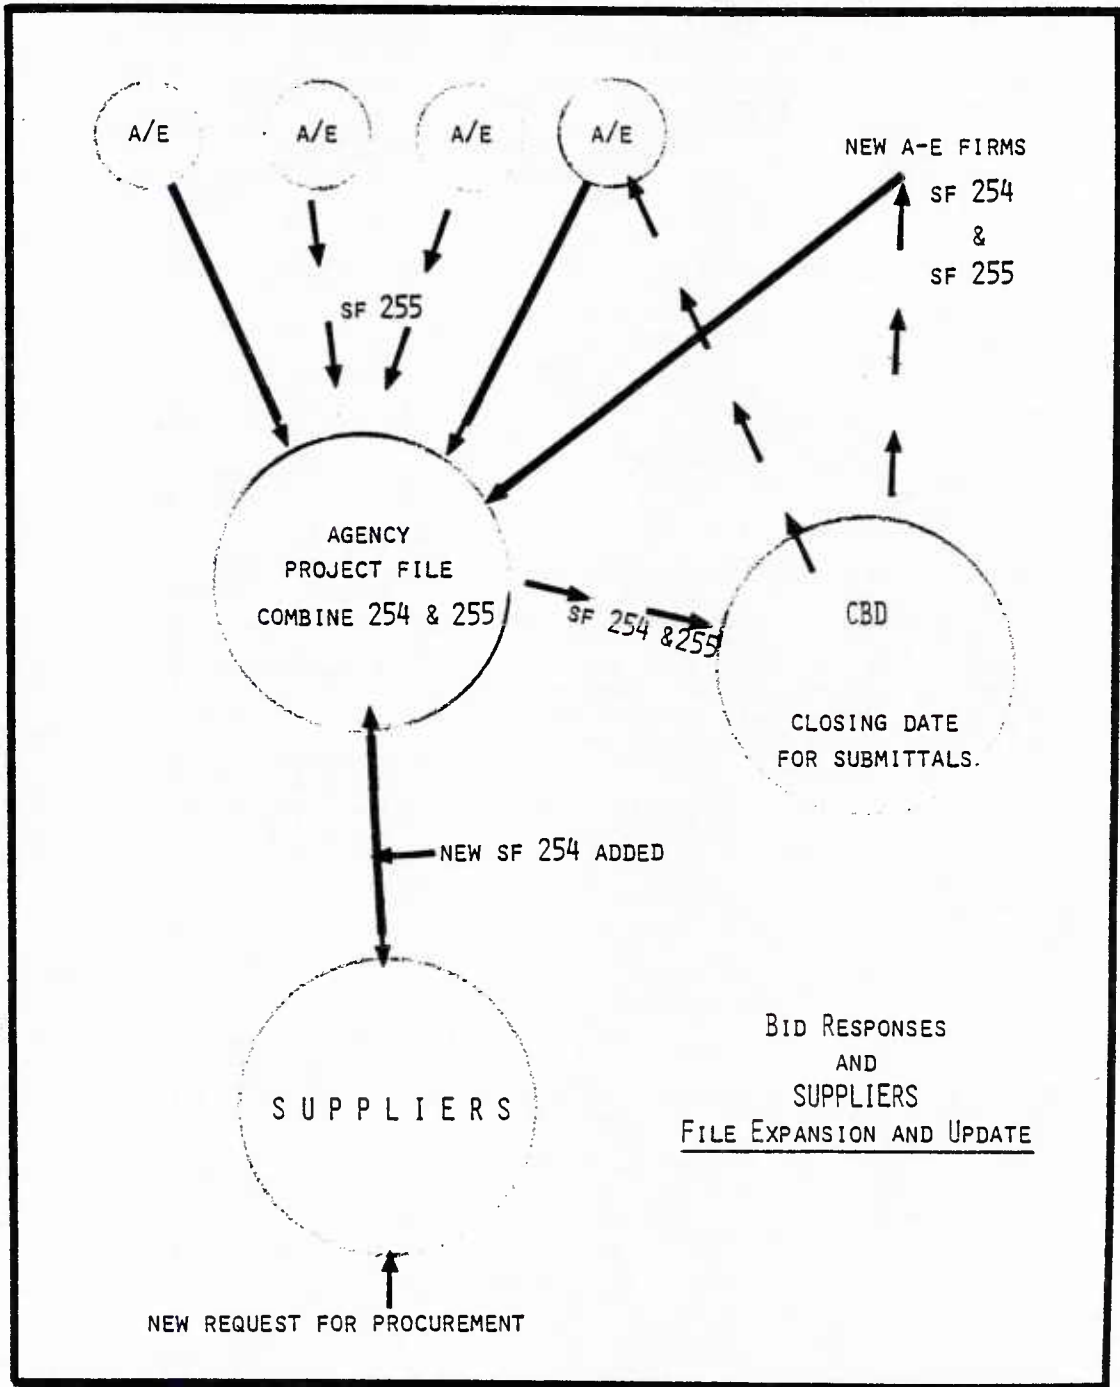 A/E
A/E
A/E
A/E
NEW A-E FIRMS
SF 254
&
SF 255
SF 255
AGENCY
PROJECT FILE
COMBINE 254 & 255
SF 254 & 255
CBD
CLOSING DATE
FOR SUBMITTALS.
NEW SF 254 ADDED
SUPPLIERS
BID RESPONSES
AND
SUPPLIERS
FILE EXPANSION AND UPDATE
NEW REQUEST FOR PROCUREMENT